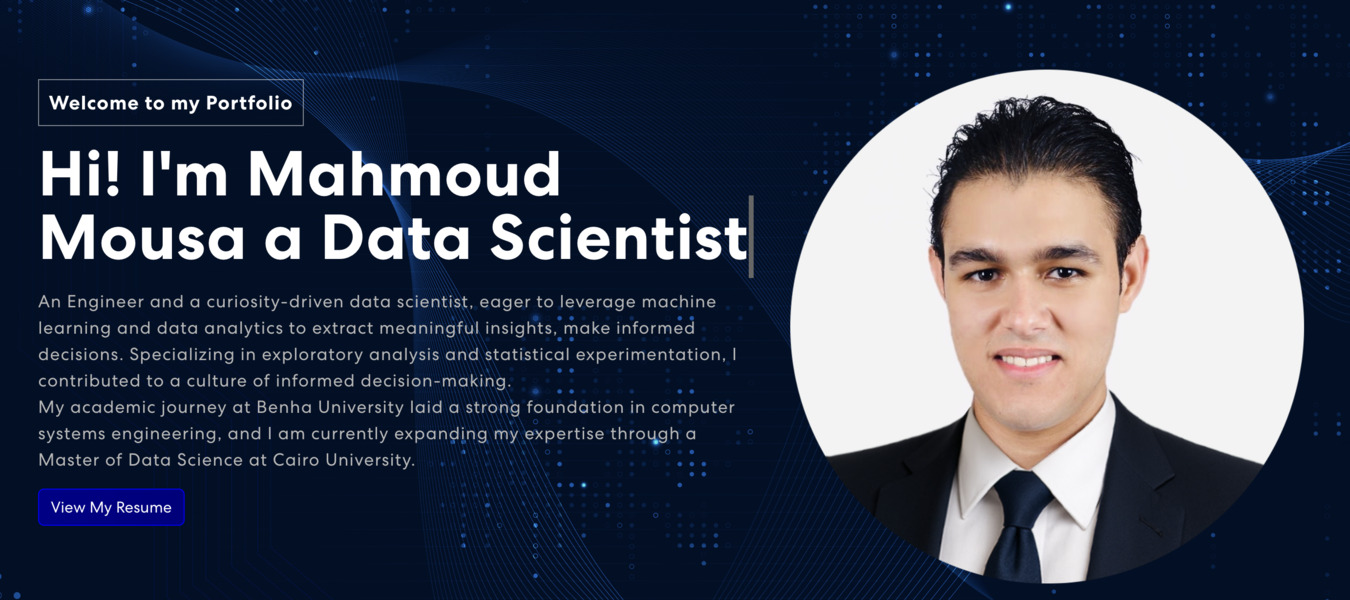 Welcome to my Portfolio
Hi! I'm Mahmoud
Mousa a Data Scientist
An Engineer and a curiosity-driven data scientist, eager to leverage machine
learning and data analytics to extract meaningful insights, make informed
decisions. Specializing in exploratory analysis and statistical experimentation, I
contributed to a culture of informed decision-making.
My academic journey at Benha University laid a strong foundation in computer
systems engineering, and I am currently expanding my expertise through a
Master of Data Science at Cairo University.
View My Resume